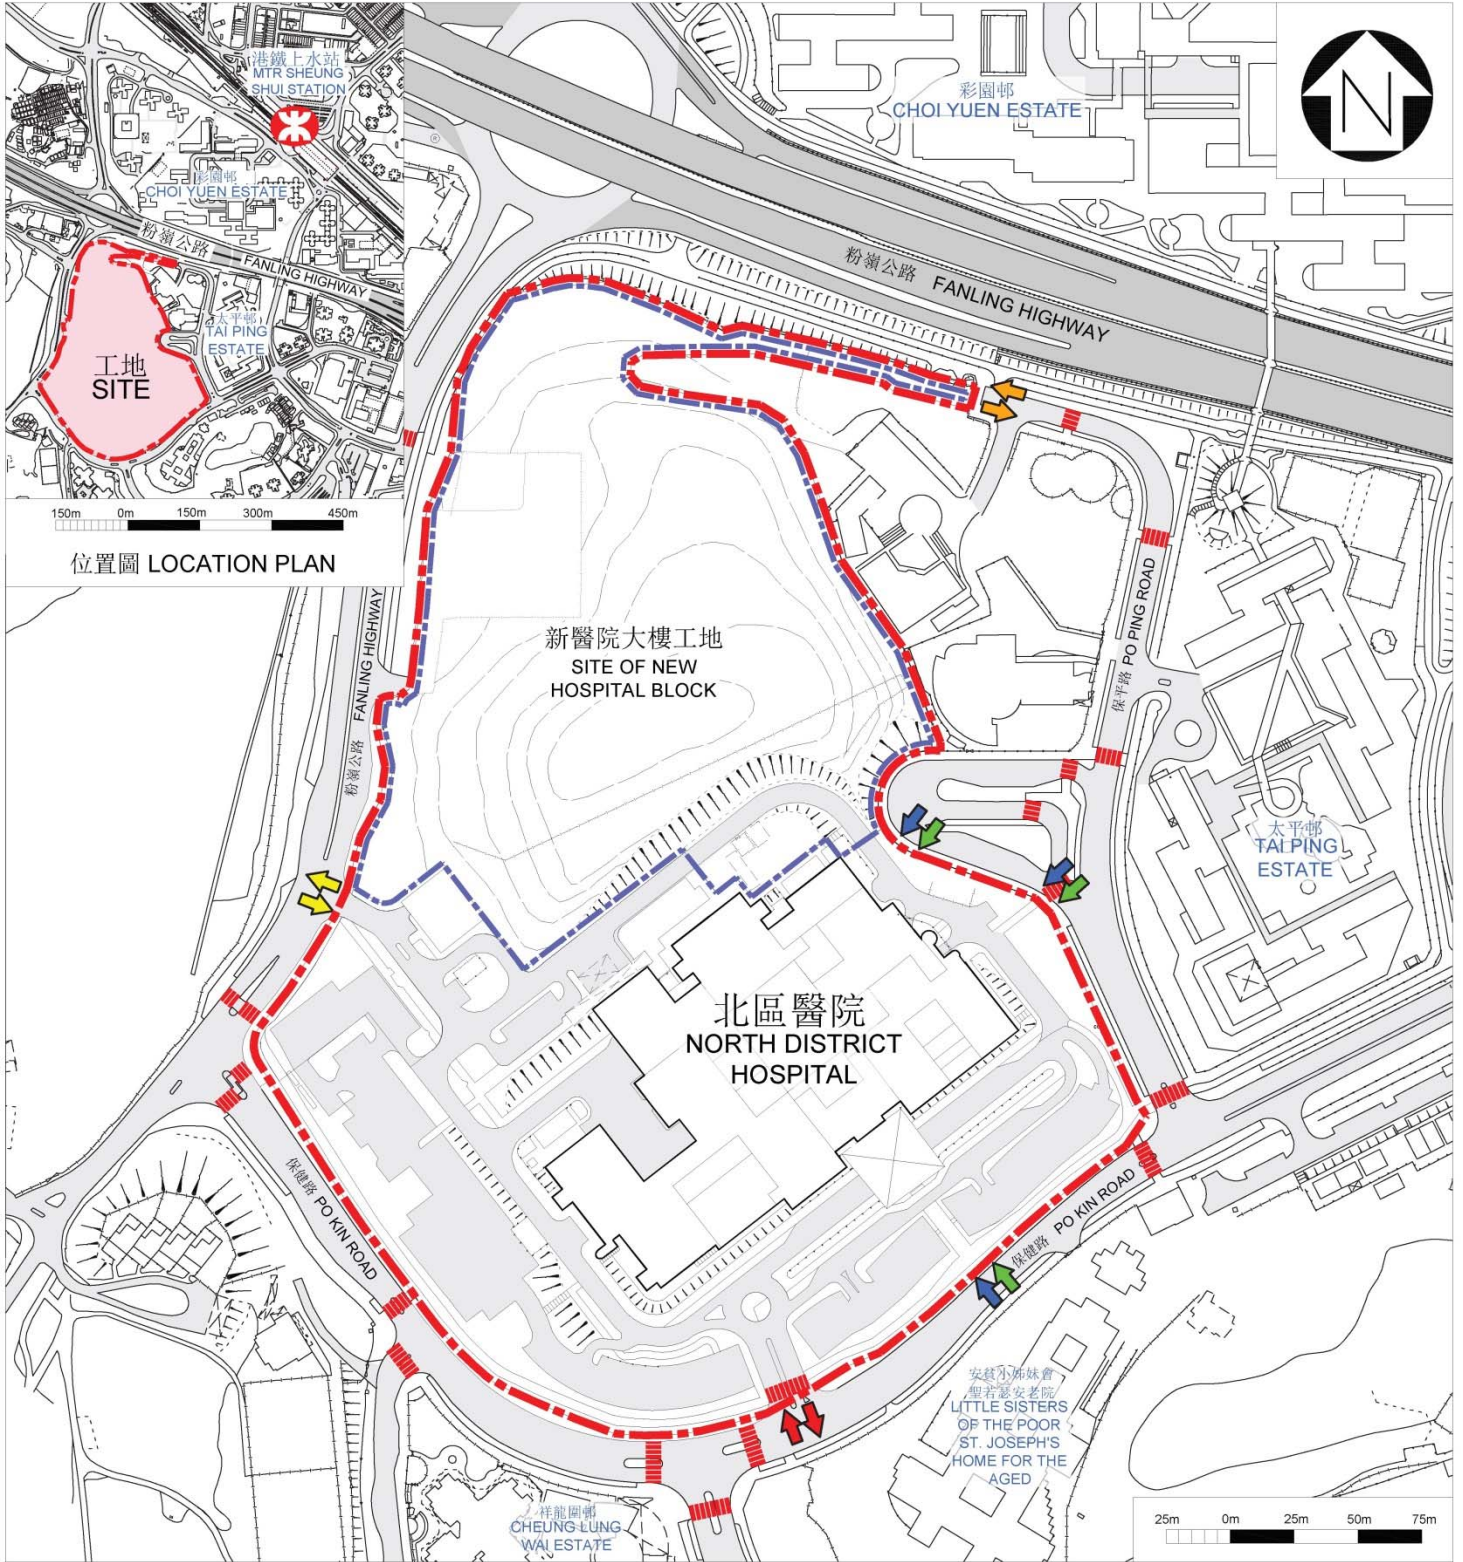 港鐵上水站
MTR SHEUNG
SHUI STATION
彩園邨
CHOI YUEN ESTATE
粉嶺公路
FANLING HIGHWAY
太平邨
TAI PING
ESTATE
工地
SITE
150m 0m 150m 300m 450m
位置圖 LOCATION PLAN
彩園邨
CHOI YUEN ESTATE
N
粉嶺公路 FANLING HIGHWAY
新醫院大樓工地
SITE OF NEW
HOSPITAL BLOCK
粉嶺公路 FANLING HIGHWAY
保平路 PO PING ROAD
太平邨
TAI PING
ESTATE
北區醫院
NORTH DISTRICT
HOSPITAL
保健路 PO KIN ROAD
保健路 PO KIN ROAD
安貧小姊妹會
聖若瑟安老院
LITTLE SISTERS
OF THE POOR
ST. JOSEPH'S
HOME FOR THE
AGED
祥龍圍邨
CHEUNG LUNG
WAI ESTATE
25m 0m 25m 50m 75m